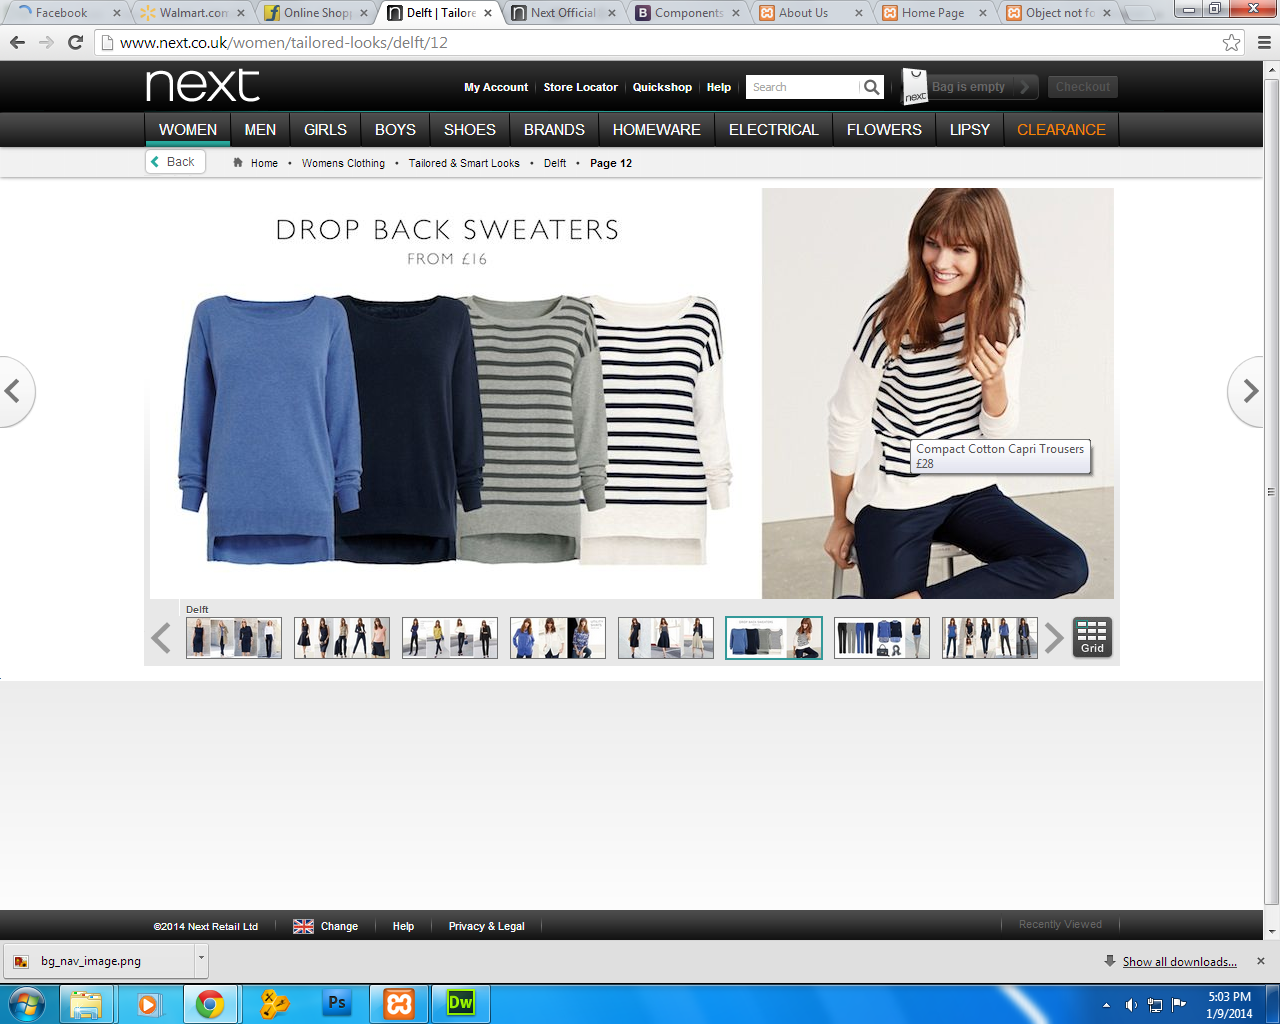 Facebook
Walmart.com
Online Shopp
Delft | Tailore
Next Official
Components
About Us
Home Page
Object not fo
www.next.co.uk/women/tailored-looks/delft/12
next
My Account
Store Locator
Quickshop
Help
Search
next
Bag is empty
Checkout
WOMEN
MEN
GIRLS
BOYS
SHOES
BRANDS
HOMEWARE
ELECTRICAL
FLOWERS
LIPSY
CLEARANCE
Back
Home • Womens Clothing • Tailored & Smart Looks • Delft • Page 12
DROP BACK SWEATERS
FROM £16
Compact Cotton Capri Trousers
£28
Delft
Grid
©2014 Next Retail Ltd
Change
Help
Privacy & Legal
Recently Viewed
bg_nav_image.png
Show all downloads...
Ps
Dw
5:03 PM
1/9/2014